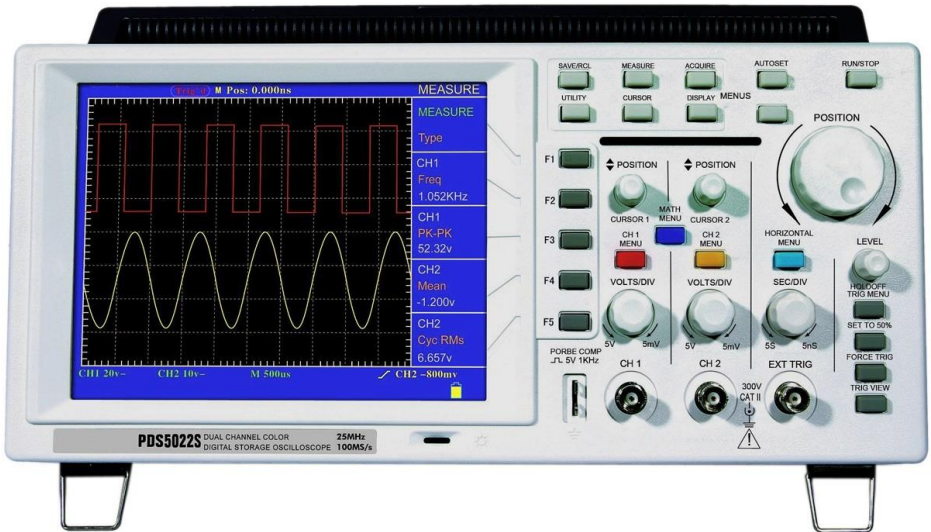 Trig'd M Pos: 0.000ns MEASURE
MEASURE
Type
CH1
Freq
1.052KHz
CH1
PK-PK
52.32v
CH2
Mean
-1.200v
CH2
Cyc RMs
6.657v
CH1 20v~ CH2 10v~ M 500us CH2 -800mv
PDS5022S
DUAL CHANNEL COLOR 25MHz
DIGITAL STORAGE OSCILLOSCOPE 100MS/s
SAVE/RCL MEASURE ACQUIRE AUTOSET RUN/STOP
UTILITY CURSOR DISPLAY MENUS
POSITION
F1
F2
F3
F4
F5
POSITION POSITION
CURSOR 1 CURSOR 2
MATH
MENU
CH 1
MENU
CH 2
MENU
HORIZONTAL
MENU
LEVEL
HOLDOFF
TRIG MENU
SET TO 50%
FORCE TRIG
TRIG VIEW
VOLTS/DIV VOLTS/DIV SEC/DIV
5V 5mV 5V 5mV 5S 5nS
PORBE COMP
5V 1KHz
CH 1 CH 2 EXT TRIG
300V
CAT II